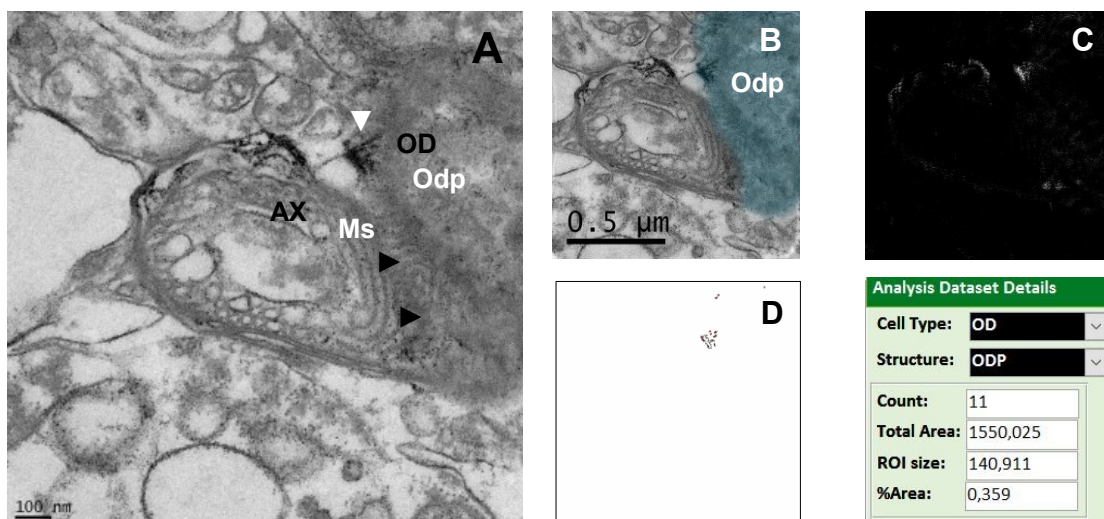 A
OD
Odp
AX
Ms
100 nm
B
Odp
0.5 µm
C
D
Analysis Dataset Details
Cell Type: OD
Structure: ODP
Count: 11
Total Area: 1550,025
ROI size: 140,911
%Area: 0,359